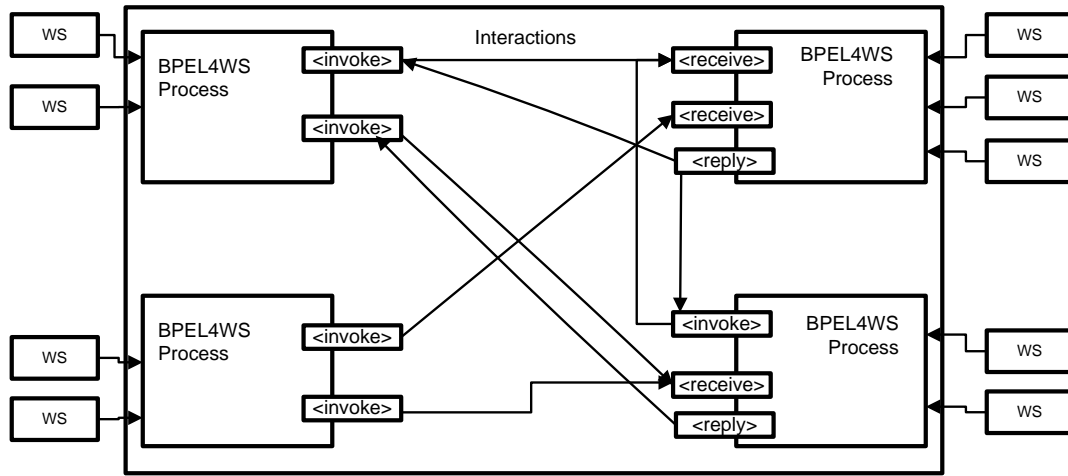 WS
WS
BPEL4WS
Process
<invoke>
<invoke>
Interactions
<receive>
<receive>
<reply>
BPEL4WS
Process
WS
WS
WS
WS
WS
BPEL4WS
Process
<invoke>
<invoke>
<invoke>
<receive>
<reply>
BPEL4WS
Process
WS
WS